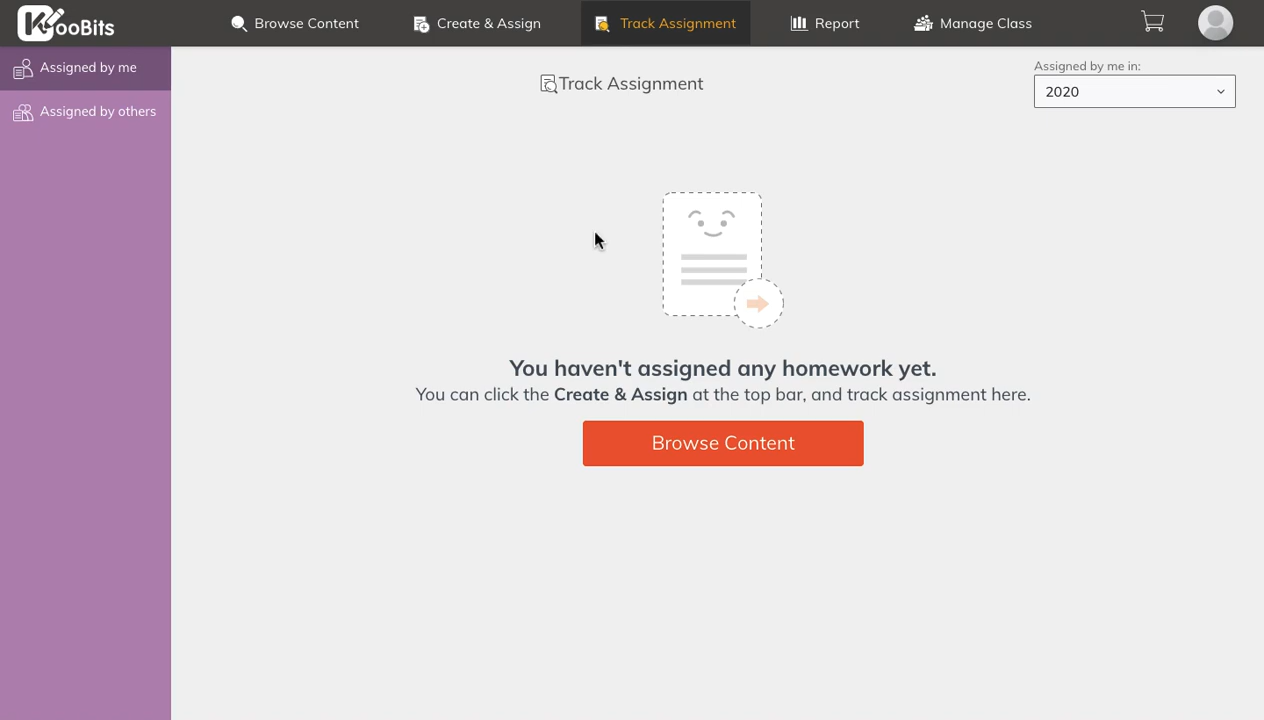 KooBits
Browse Content
Create & Assign
Track Assignment
Report
Manage Class
Assigned by me
Assigned by others
Track Assignment
Assigned by me in:
2020
You haven't assigned any homework yet.
You can click the Create & Assign at the top bar, and track assignment here.
Browse Content